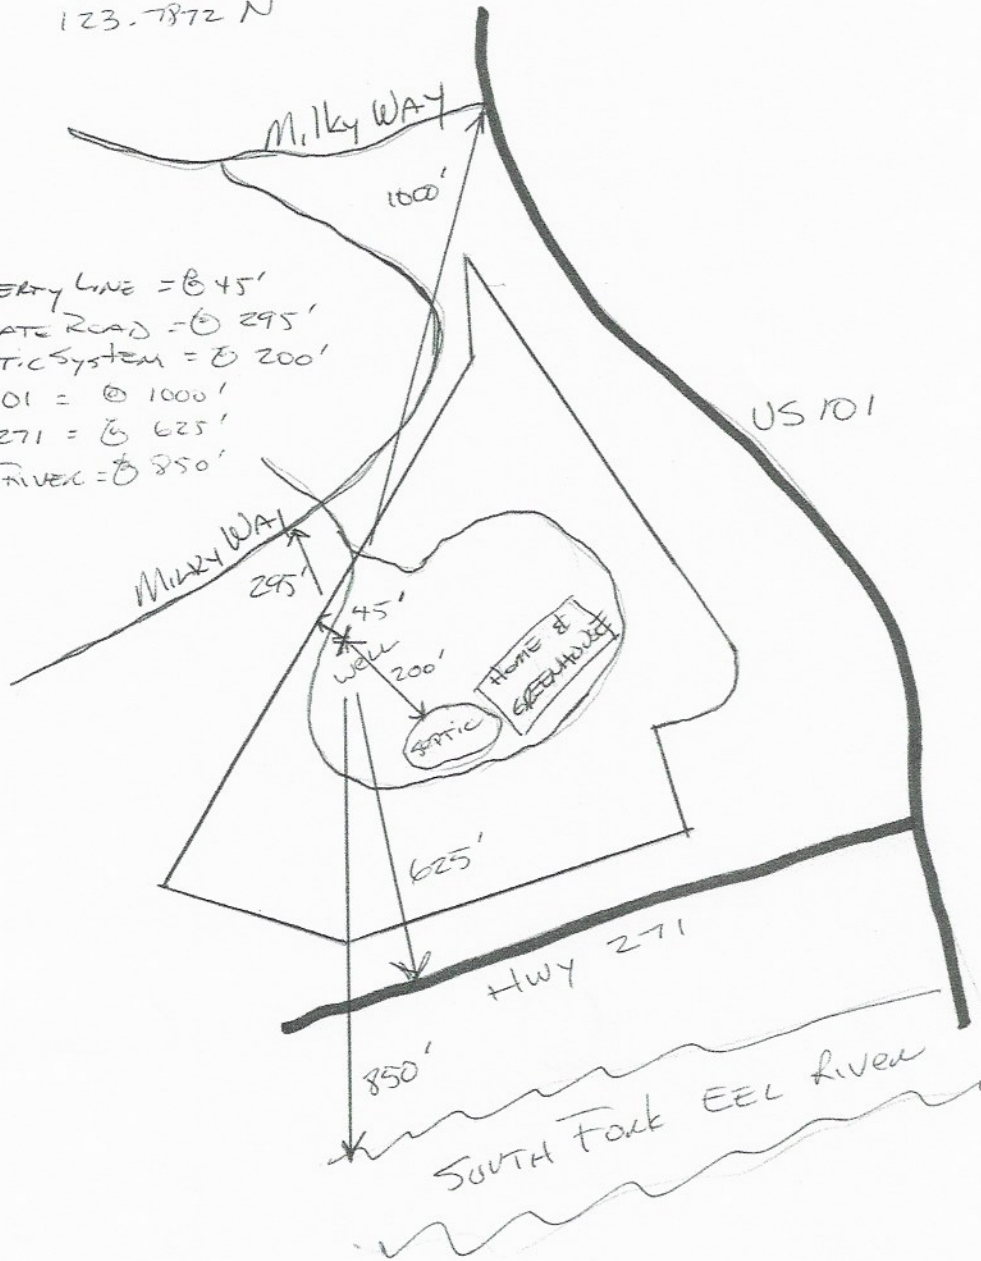 123.7872 N
Milky WAY
1000'
ERTY LINE = @ 45'
ATE ROAD = @ 295'
TIC SYSTEM = @ 200'
01 = @ 1000'
271 = @ 625'
RIVER = @ 850'
US 101
MILKY WAY
295'
45'
WELL
200'
HOME &
GREENHOUSE
SEPTIC
625'
HWY 271
850'
SOUTH FORK EEL RIVER